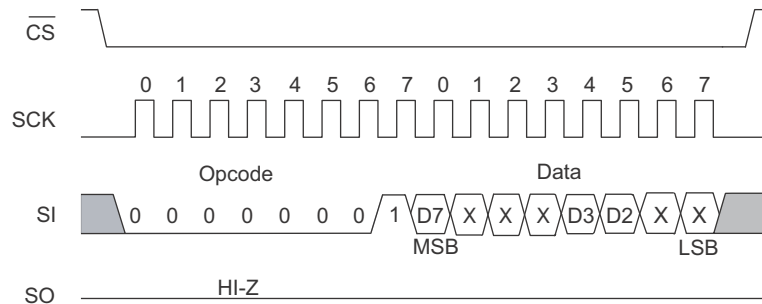 CS
0 1 2 3 4 5 6 7 0 1 2 3 4 5 6 7
SCK
Opcode Data
SI 0 0 0 0 0 0 0 1 D7 X X X D3 D2 X X
MSB LSB
HI-Z
SO